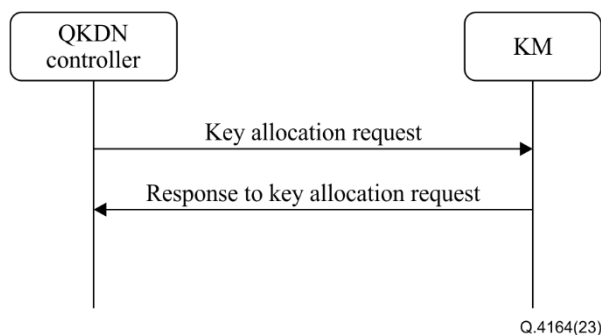 QKDN
controller
KM
Key allocation request
Response to key allocation request
Q.4164(23)